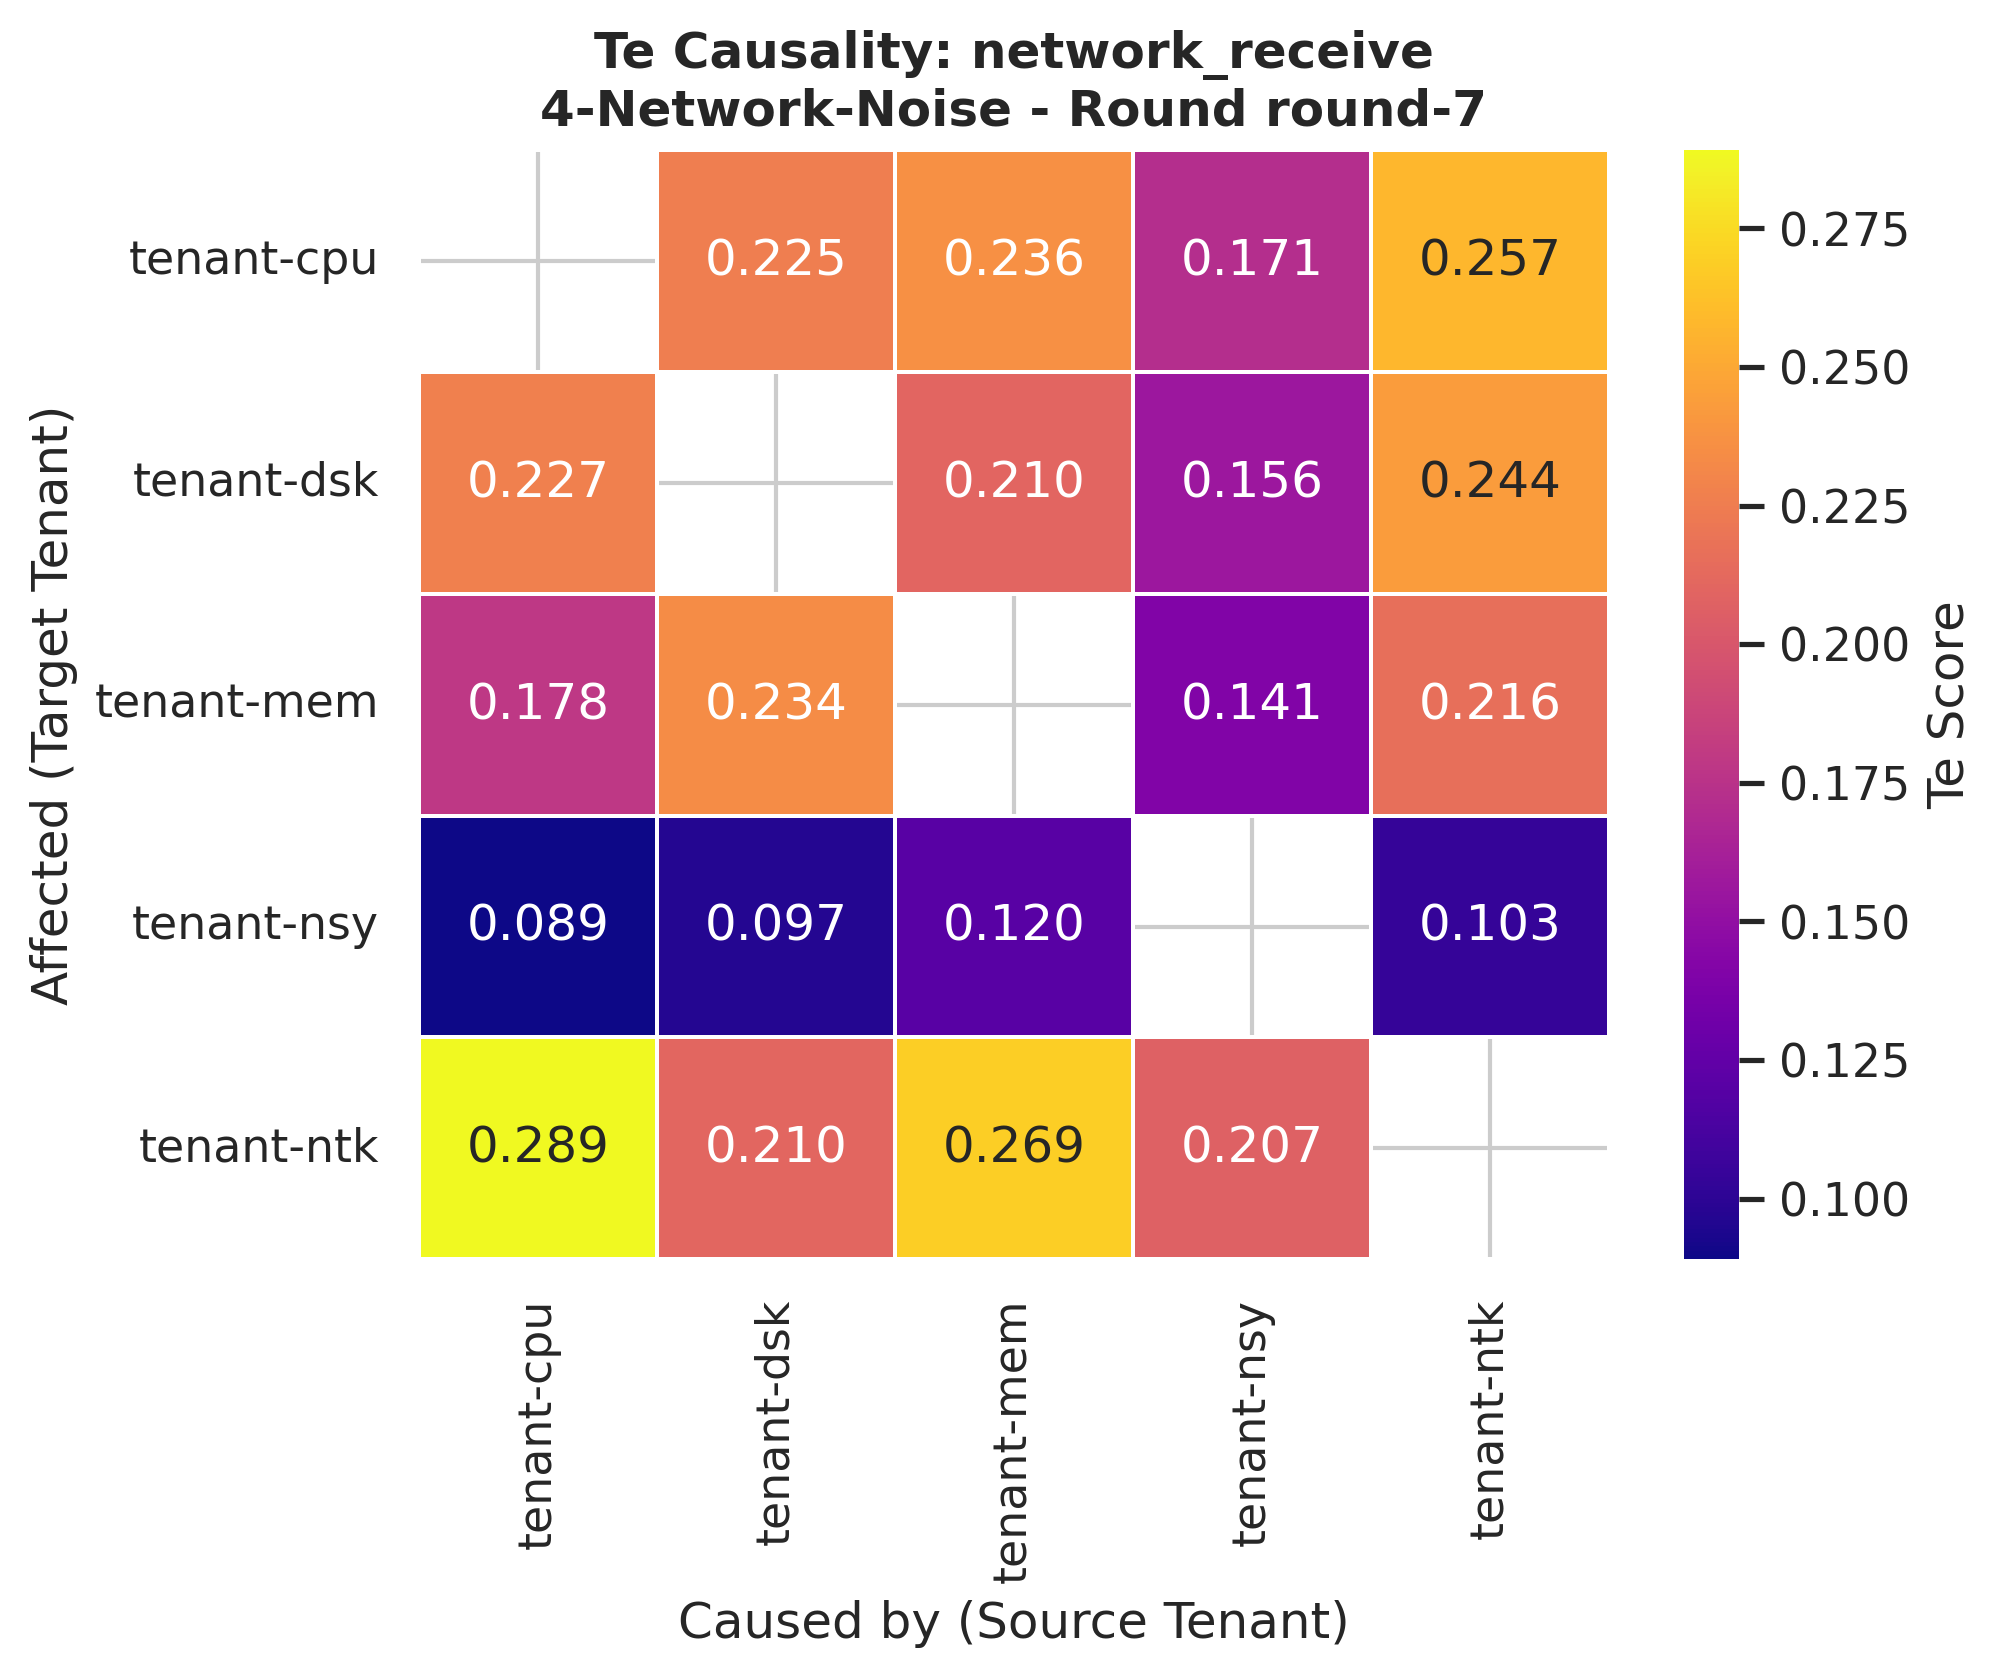 Te Causality: network_receive
4-Network-Noise - Round round-7
Affected (Target Tenant)
tenant-cpu 0.225 0.236 0.171 0.257
tenant-dsk 0.227 0.210 0.156 0.244
tenant-mem 0.178 0.234 0.141 0.216
tenant-nsy 0.089 0.097 0.120 0.103
tenant-ntk 0.289 0.210 0.269 0.207
tenant-cpu
tenant-dsk
tenant-mem
tenant-nsy
tenant-ntk
Caused by (Source Tenant)
0.275
0.250
0.225
0.200
0.175
0.150
0.125
0.100
Te Score